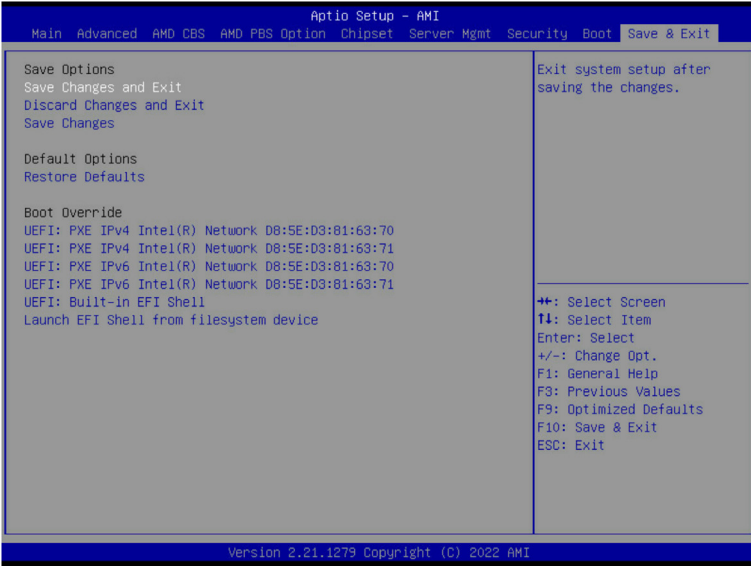 Aptio Setup – AMI
Main Advanced AMD CBS AMD PBS Option Chipset Server Mgmt Security Boot Save & Exit
Save Options
Save Changes and Exit
Discard Changes and Exit
Save Changes
Default Options
Restore Defaults
Boot Override
UEFI: PXE IPv4 Intel(R) Network D8:5E:D3:81:63:70
UEFI: PXE IPv4 Intel(R) Network D8:5E:D3:81:63:71
UEFI: PXE IPv6 Intel(R) Network D8:5E:D3:81:63:70
UEFI: PXE IPv6 Intel(R) Network D8:5E:D3:81:63:71
UEFI: Built-in EFI Shell
Launch EFI Shell from filesystem device
Exit system setup after
saving the changes.
→←: Select Screen
↑↓: Select Item
Enter: Select
+/-: Change Opt.
F1: General Help
F3: Previous Values
F9: Optimized Defaults
F10: Save & Exit
ESC: Exit
Version 2.21.1279 Copyright (C) 2022 AMI